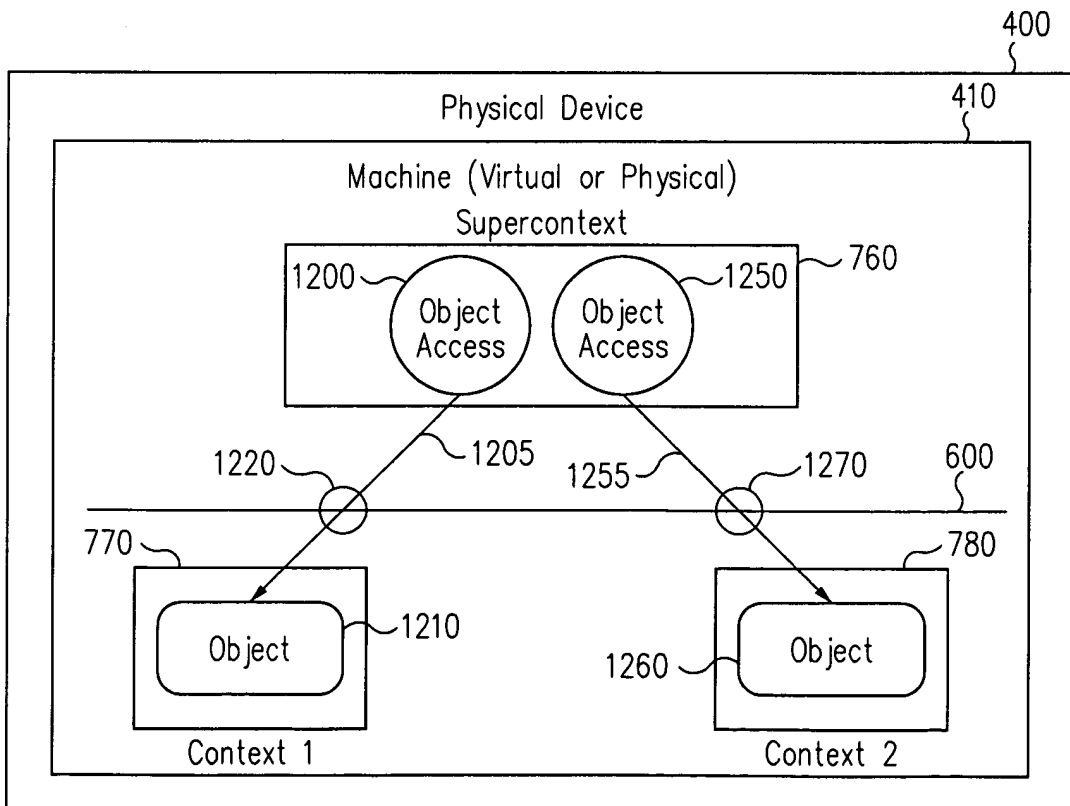 400
410
Physical Device
Machine (Virtual or Physical)
Supercontext
760
1200
Object
Access
1250
Object
Access
1205
1220
1255
1270
600
770
780
Object
1210
1260
Object
Context 1
Context 2